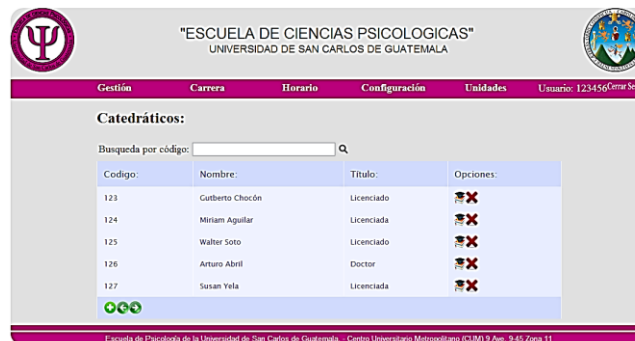 "ESCUELA DE CIENCIAS PSICOLOGICAS"
UNIVERSIDAD DE SAN CARLOS DE GUATEMALA
Gestión Carrera Horario Configuración Unidades Usuario: 123456Cerrar Se
Catedráticos:
Busqueda por código:
Codigo: Nombre: Título: Opciones:
123 Gutberto Chocón Licenciado
124 Miriam Aguilar Licenciada
125 Walter Soto Licenciado
126 Arturo Abril Doctor
127 Susan Yela Licenciada
Escuela de Psicología de la Universidad de San Carlos de Guatemala. - Centro Universitario Metropolitano (CUM) 9 Ave. 9-45 Zona 11